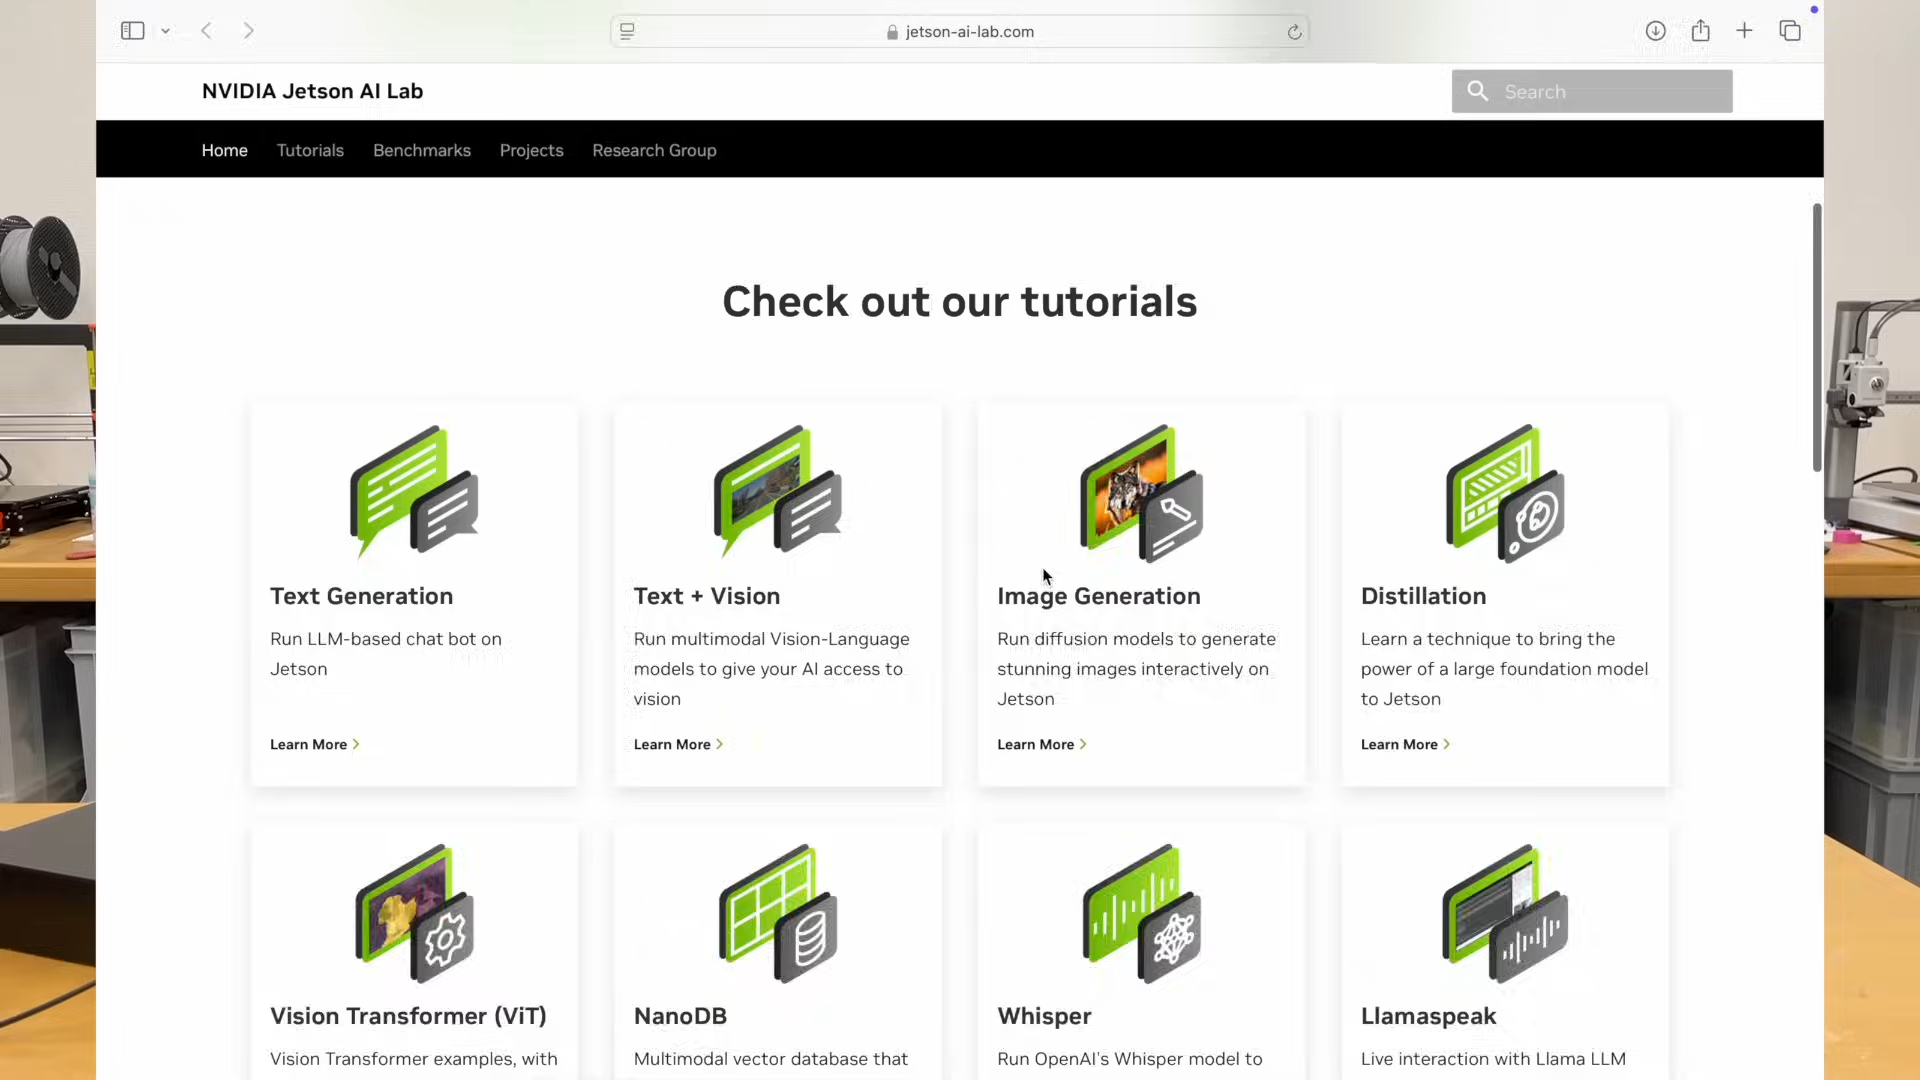 jetson-ai-lab.com
NVIDIA Jetson AI Lab
Search
Home Tutorials Benchmarks Projects Research Group
Check out our tutorials
Text Generation
Run LLM-based chat bot on
Jetson
Learn More
Text + Vision
Run multimodal Vision-Language
models to give your AI access to
vision
Learn More
Image Generation
Run diffusion models to generate
stunning images interactively on
Jetson
Learn More
Distillation
Learn a technique to bring the
power of a large foundation model
to Jetson
Learn More
Vision Transformer (ViT)
Vision Transformer examples, with
NanoDB
Multimodal vector database that
Whisper
Run OpenAI's Whisper model to
Llamaspeak
Live interaction with Llama LLM